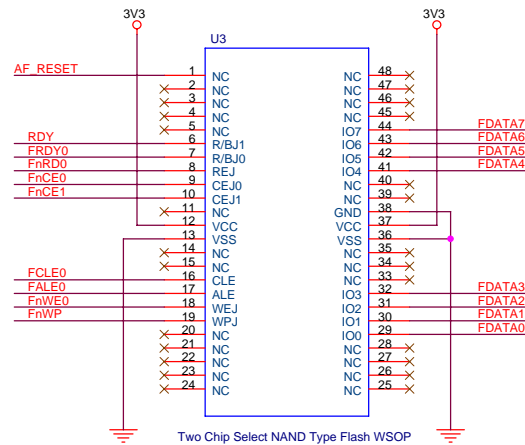 3V3 3V3
U3
AF_RESET 1 NC NC 48
2 NC NC 47
3 NC NC 46
4 NC NC 45
5 NC IO7 44 FDATA7
RDY 6 R/BJ1 IO6 43 FDATA6
FRDY0 7 R/BJ0 IO5 42 FDATA5
FnRD0 8 REJ IO4 41 FDATA4
FnCE0 9 CEJ0 NC 40
FnCE1 10 CEJ1 NC 39
11 NC GND 38
12 VCC VCC 37
13 VSS VSS 36
14 NC NC 35
15 NC NC 34
FCLE0 16 CLE NC 33
FALE0 17 ALE IO3 32 FDATA3
FnWE0 18 WEJ IO2 31 FDATA2
FnWP 19 WPJ IO1 30 FDATA1
20 NC IO0 29 FDATA0
21 NC NC 28
22 NC NC 27
23 NC NC 26
24 NC NC 25
Two Chip Select NAND Type Flash WSOP